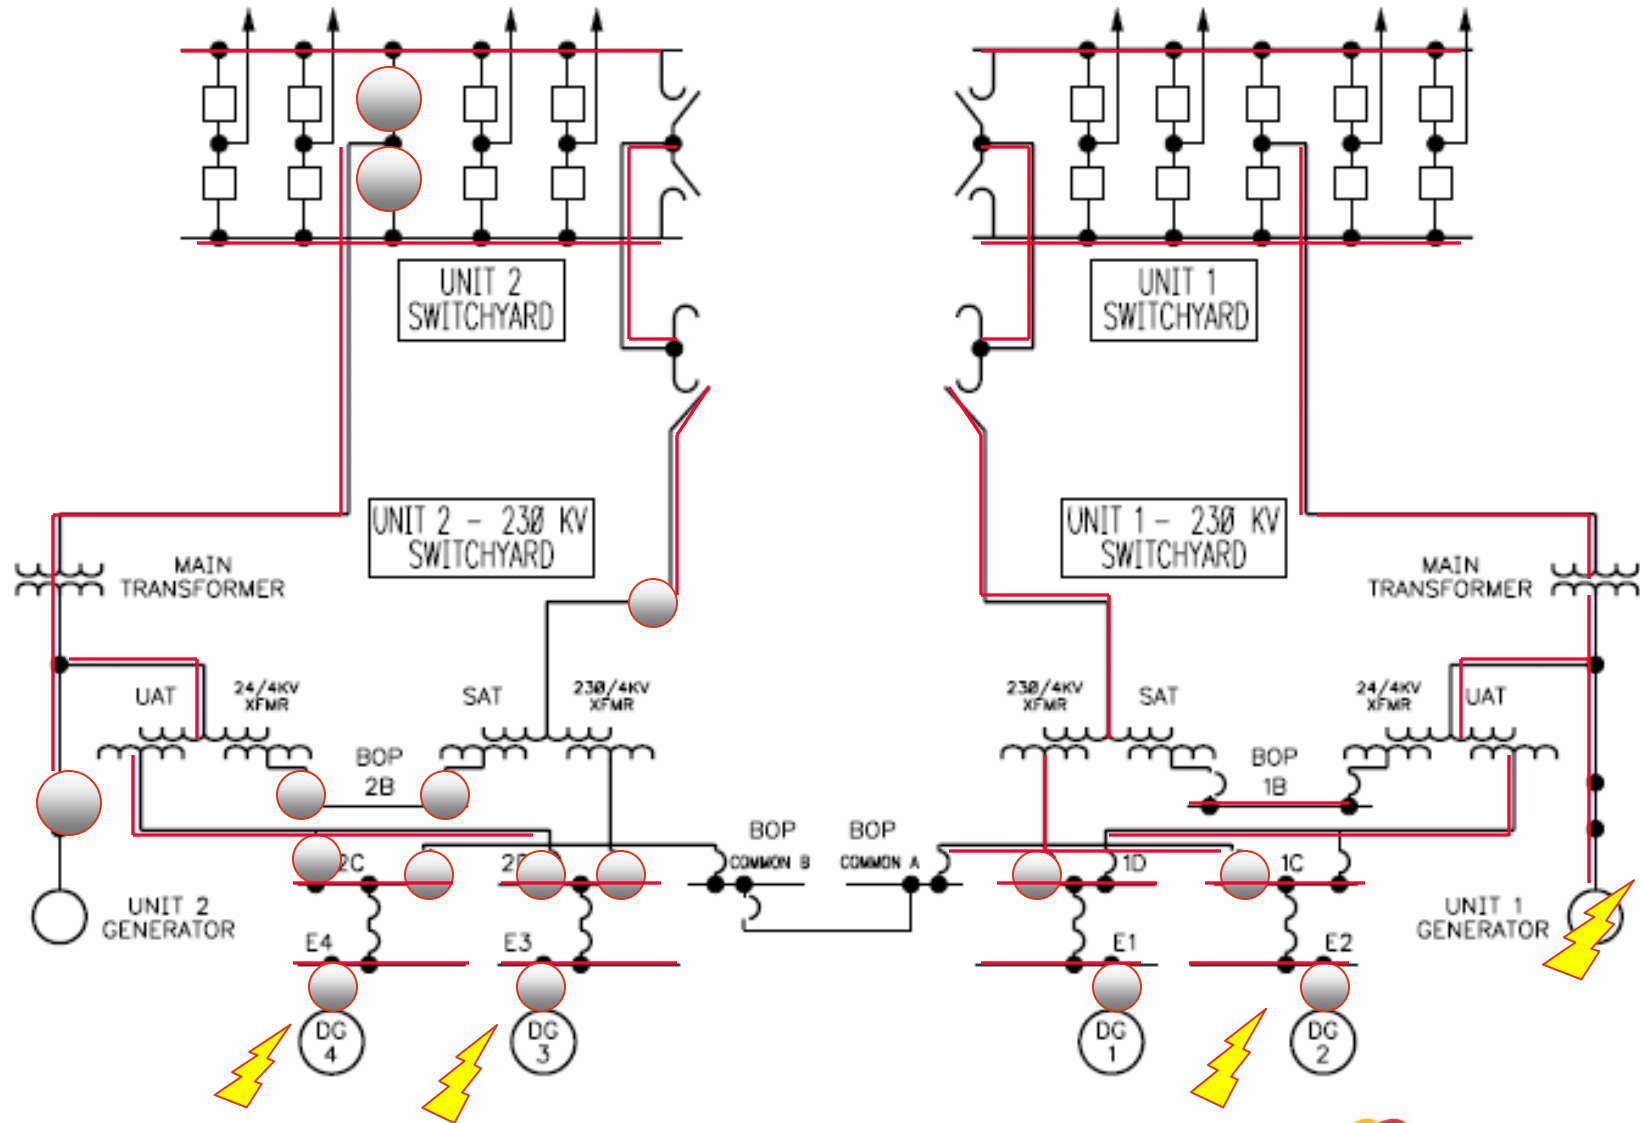 UNIT 2
SWITCHYARD
UNIT 1
SWITCHYARD
UNIT 2 - 230 KV
SWITCHYARD
UNIT 1 - 230 KV
SWITCHYARD
MAIN
TRANSFORMER
MAIN
TRANSFORMER
UAT
24/4KV
XFMR
SAT
230/4KV
XFMR
230/4KV
XFMR
SAT
24/4KV
XFMR
UAT
BOP
2B
BOP
1B
BOP
COMMON B
BOP
COMMON A
2C
1D
1C
UNIT 2
GENERATOR
UNIT 1
GENERATOR
E4
E3
E1
E2
DG
4
DG
3
DG
1
DG
2